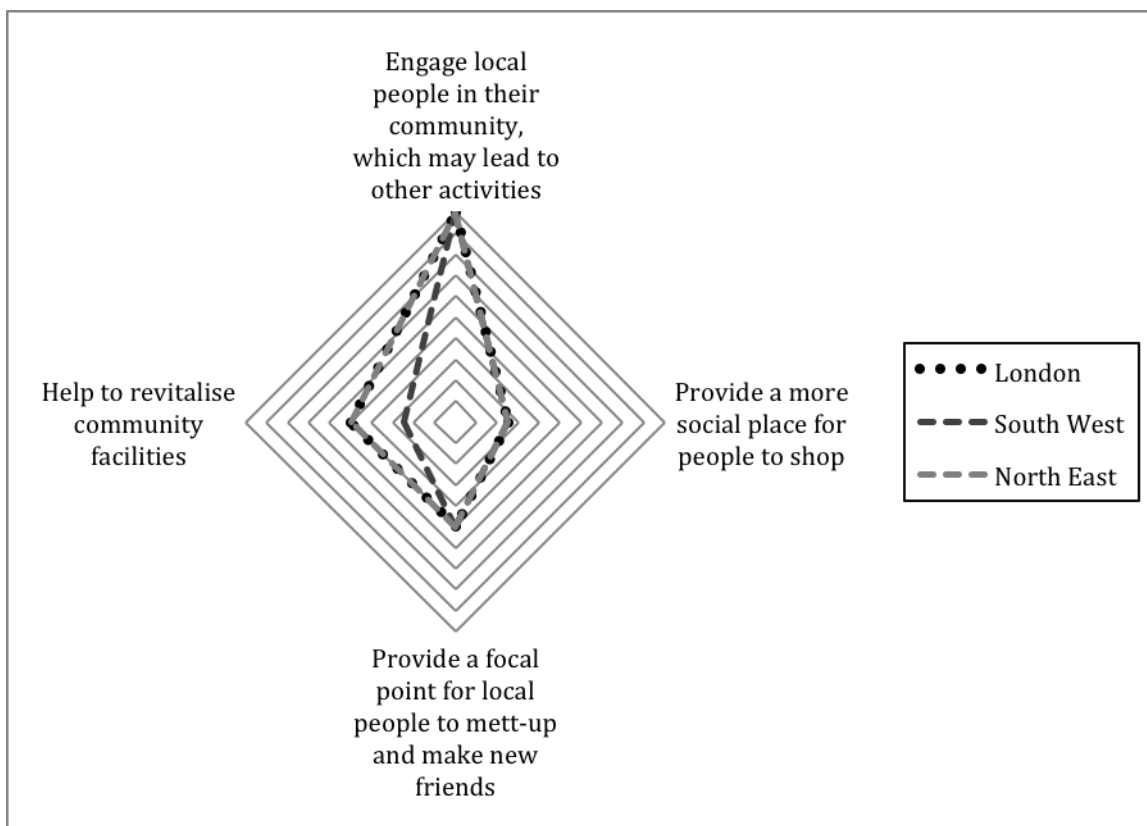 Engage local
people in their
community,
which may lead to
other activities
Help to revitalise
community
facilities
Provide a more
social place for
people to shop
Provide a focal
point for local
people to mett-up
and make new
friends
London
South West
North East